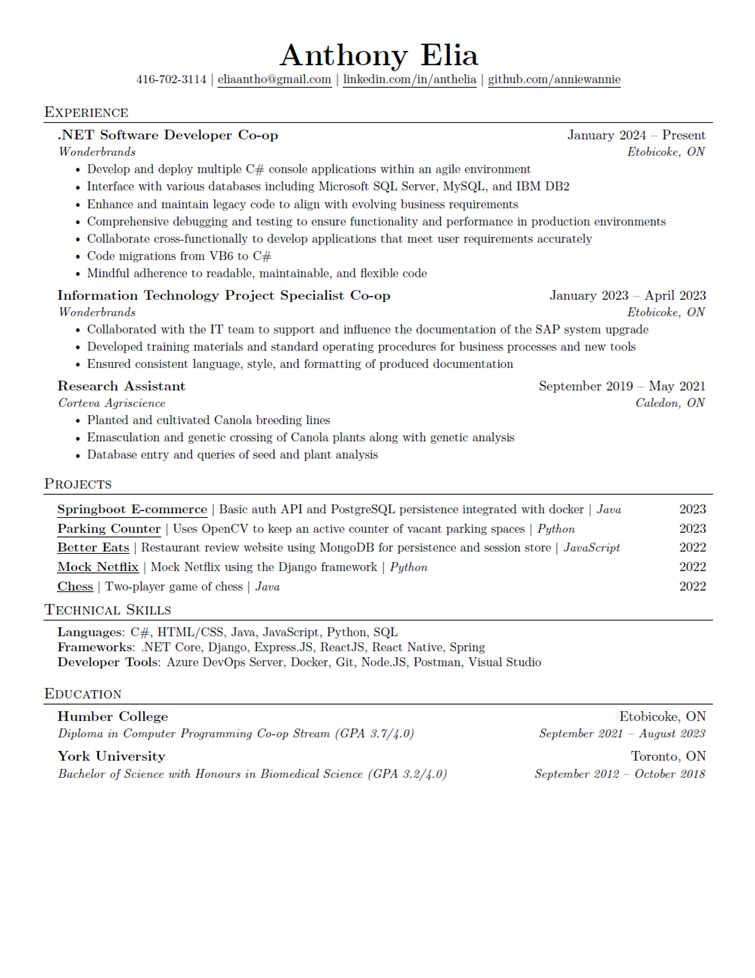 Anthony Elia
416-702-3114 | eliaantho@gmail.com | linkedin.com/in/anthelia | github.com/anniewannie
Experience
.NET Software Developer Co-op January 2024 – Present
Wonderbrands Etobicoke, ON
• Develop and deploy multiple C# console applications within an agile environment
• Interface with various databases including Microsoft SQL Server, MySQL, and IBM DB2
• Enhance and maintain legacy code to align with evolving business requirements
• Comprehensive debugging and testing to ensure functionality and performance in production environments
• Collaborate cross-functionally to develop applications that meet user requirements accurately
• Code migrations from VB6 to C#
• Mindful adherence to readable, maintainable, and flexible code
Information Technology Project Specialist Co-op January 2023 – April 2023
Wonderbrands Etobicoke, ON
• Collaborated with the IT team to support and influence the documentation of the SAP system upgrade
• Developed training materials and standard operating procedures for business processes and new tools
• Ensured consistent language, style, and formatting of produced documentation
Research Assistant September 2019 – May 2021
Corteva Agriscience Caledon, ON
• Planted and cultivated Canola breeding lines
• Emasculation and genetic crossing of Canola plants along with genetic analysis
• Database entry and queries of seed and plant analysis
Projects
Springboot E-commerce | Basic auth API and PostgreSQL persistence integrated with docker | Java 2023
Parking Counter | Uses OpenCV to keep an active counter of vacant parking spaces | Python 2023
Better Eats | Restaurant review website using MongoDB for persistence and session store | JavaScript 2022
Mock Netflix | Mock Netflix using the Django framework | Python 2022
Chess | Two-player game of chess | Java 2022
Technical Skills
Languages: C#, HTML/CSS, Java, JavaScript, Python, SQL
Frameworks: .NET Core, Django, Express.JS, ReactJS, React Native, Spring
Developer Tools: Azure DevOps Server, Docker, Git, Node.JS, Postman, Visual Studio
Education
Humber College Etobicoke, ON
Diploma in Computer Programming Co-op Stream (GPA 3.7/4.0) September 2021 – August 2023
York University Toronto, ON
Bachelor of Science with Honours in Biomedical Science (GPA 3.2/4.0) September 2012 – October 2018